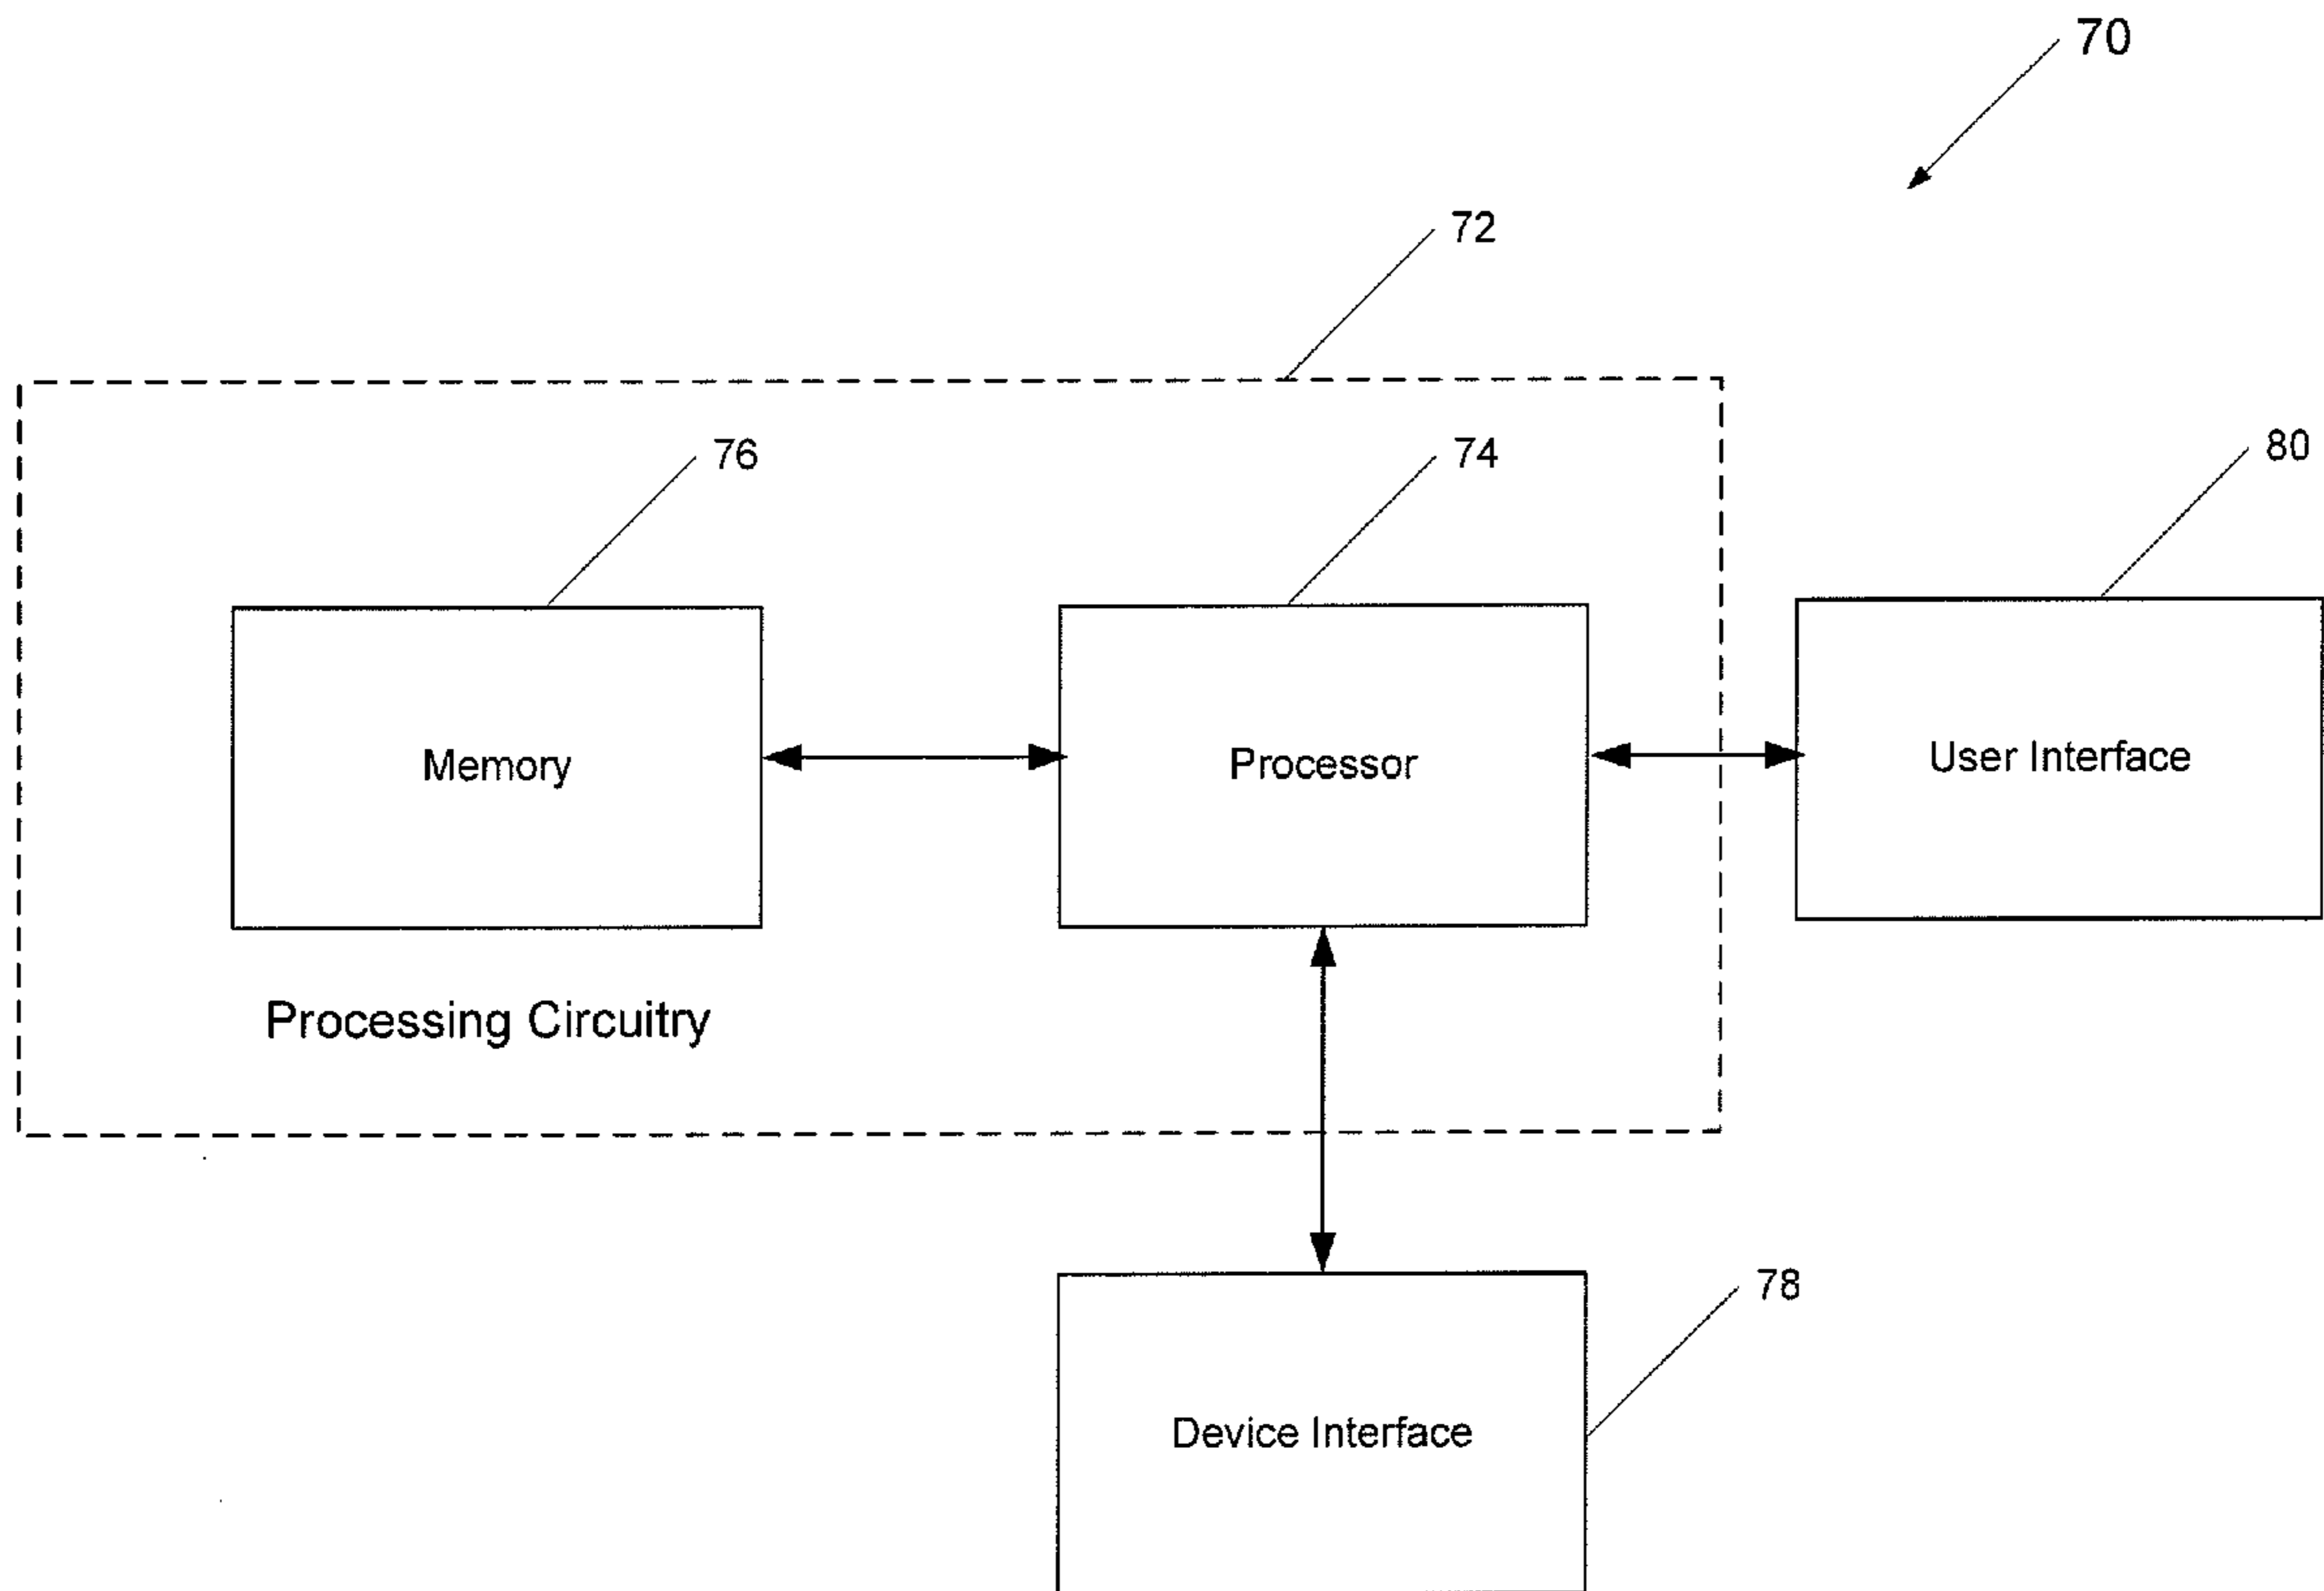 70
72
76
74
80
Memory
Processor
User Interface
Processing Circuitry
78
Device Interface